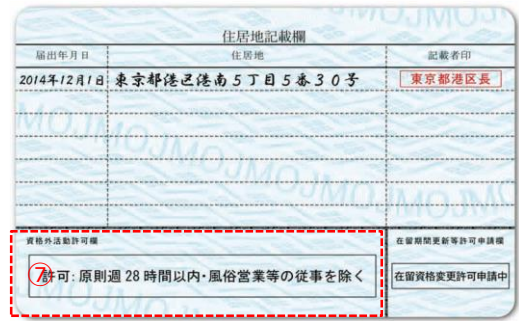 住居地記載欄
届出年月日 住居地 記載者印
2014年12月1日 東京都港区港南5丁目5番30号 東京都港区長
MOJMOJMOJMOJ
資格外活動許可欄 在留期間更新等許可申請欄
⑦許可:原則週28時間以内・風俗営業等の従事を除く 在留資格変更許可申請中